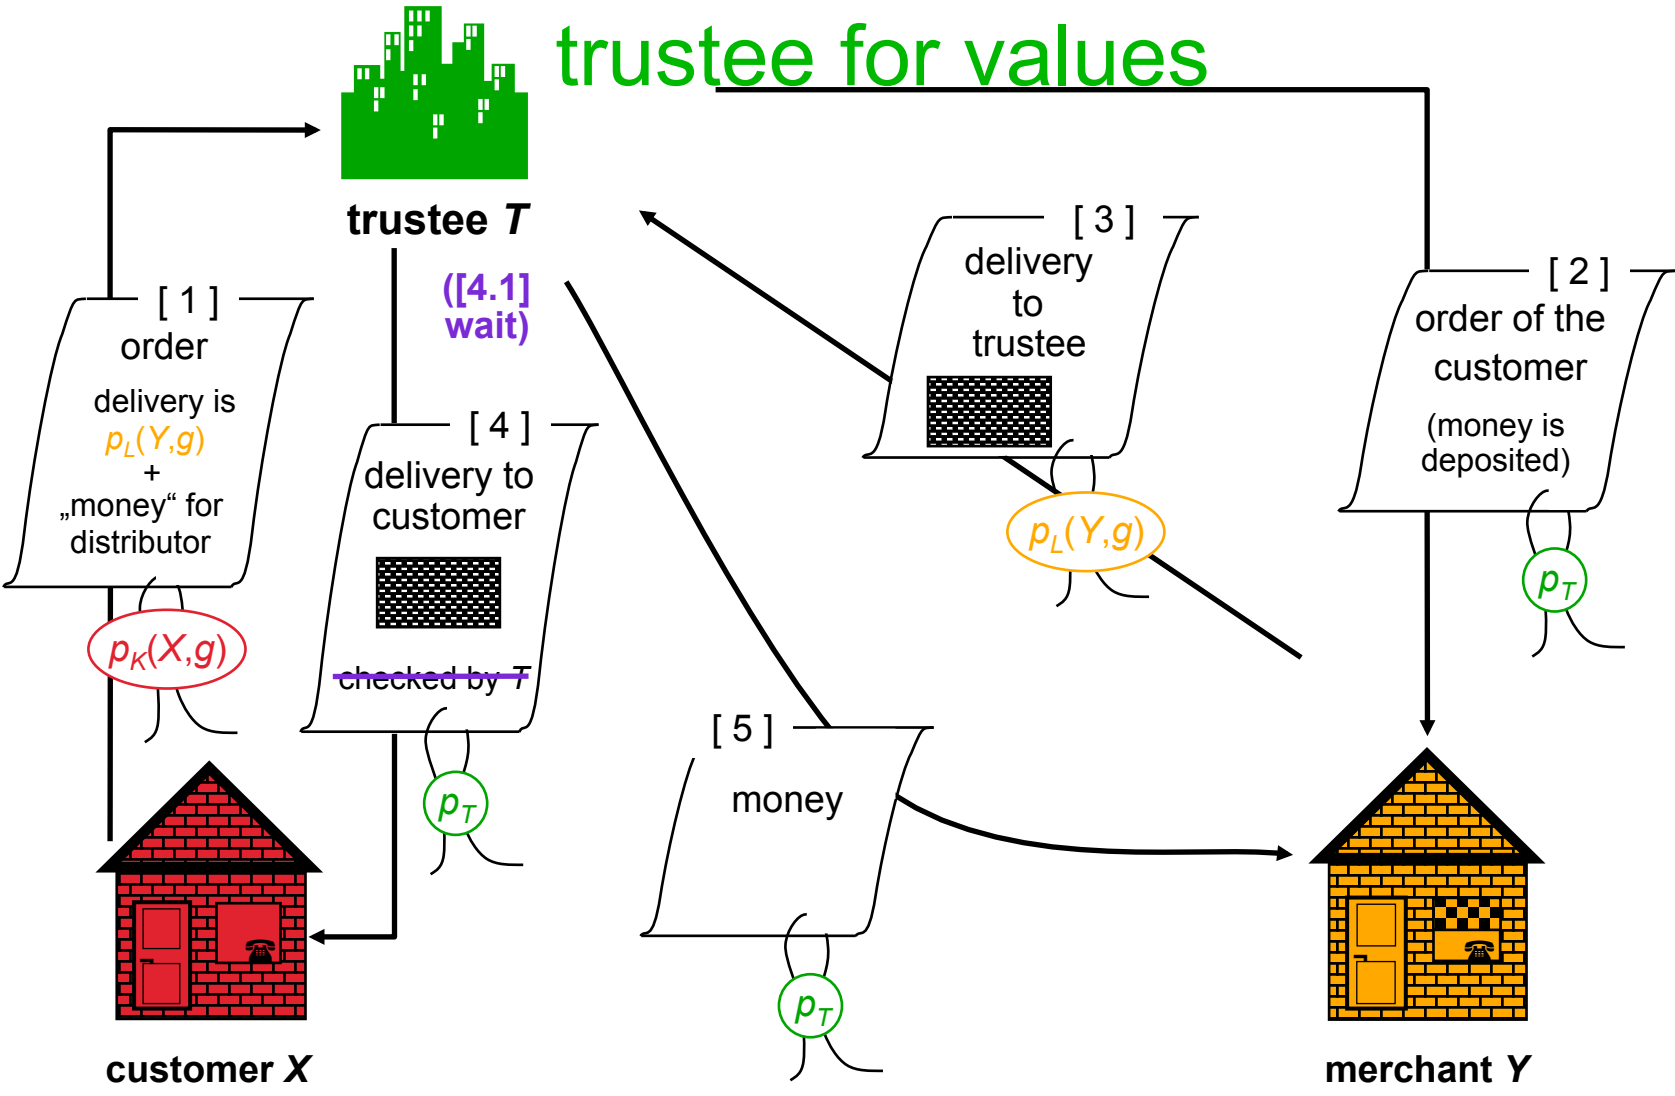 trustee for values
trustee T
([4.1]
wait)
[ 1 ]
order
delivery is
pL(Y,g)
+
„money“ for
distributor
pK(X,g)
[ 4 ]
delivery to
customer
checked by T
pT
[ 3 ]
delivery
to
trustee
pL(Y,g)
[ 2 ]
order of the
customer
(money is
deposited)
pT
[ 5 ]
money
pT
customer X
merchant Y